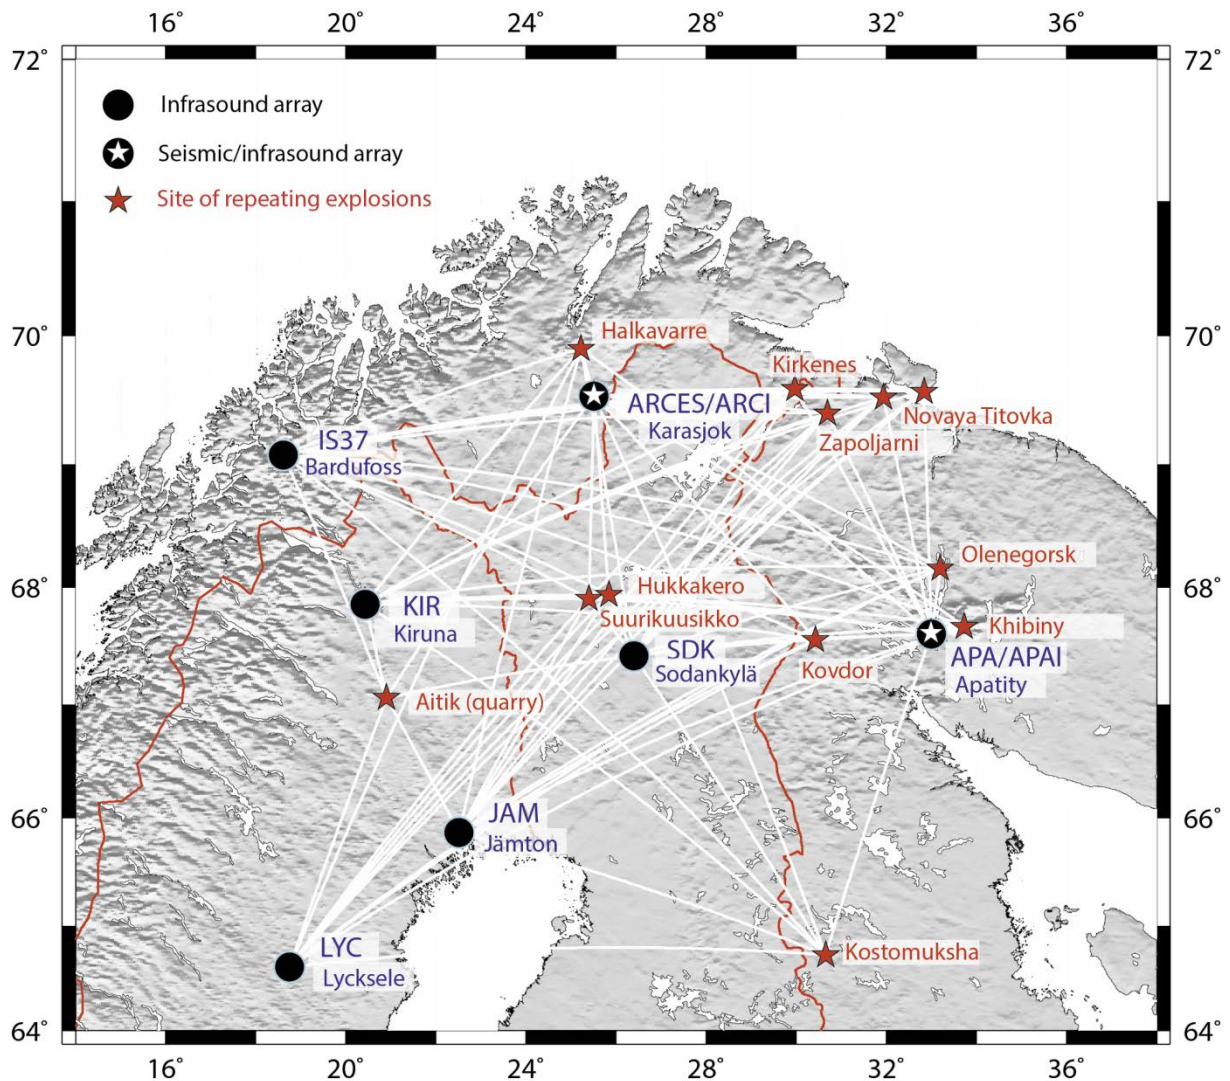 16° 20° 24° 28° 32° 36°
72° 72°
Infrasound array
Seismic/infrasound array
Site of repeating explosions
70° 70°
Halkavarre
Kirkenes
ARCES/ARCI
Karasjok
Novaya Titovka
Zapoljarni
IS37
Bardufoss
Olenegorsk
68° 68°
Hukkakero
Suurikuusikko
KIR
Kiruna
Khibiny
SDK
Sodankylä
Kovdor
APA/APAI
Apatity
Aitik (quarry)
66° 66°
JAM
Jämton
LYC
Lycksele
Kostomuksha
64° 64°
16° 20° 24° 28° 32° 36°